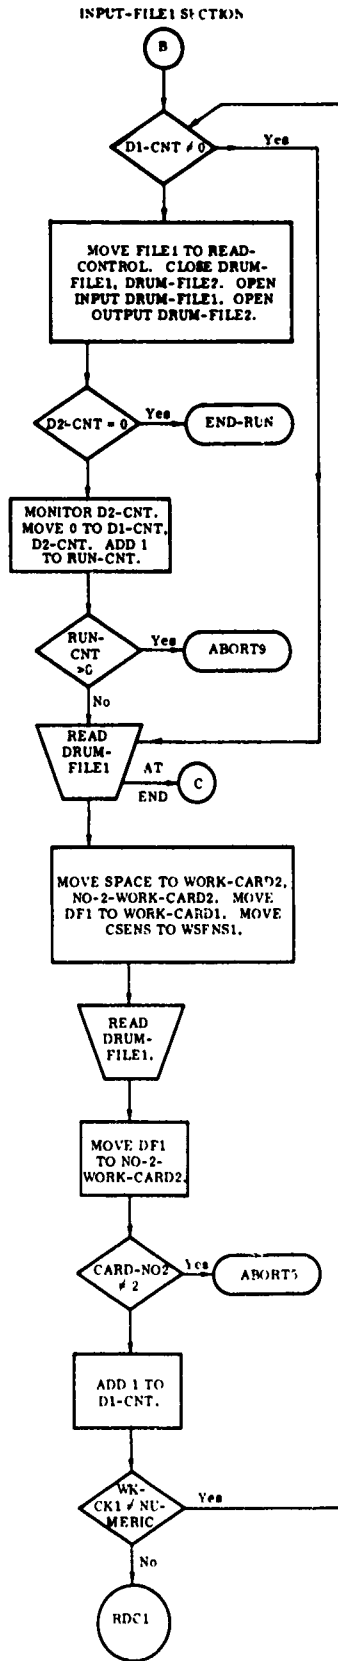 INPUT-FILE1 SECTION
B
D1-CNT ≠ 0
Yes
MOVE FILE1 TO READ-
CONTROL. CLOSE DRUM-
FILE1, DRUM-FILE2. OPEN
INPUT DRUM-FILE1. OPEN
OUTPUT DRUM-FILE2.
D2-CNT = 0
Yes
END-RUN
MONITOR D2-CNT.
MOVE 0 TO D1-CNT,
D2-CNT. ADD 1
TO RUN-CNT.
RUN-
CNT
Yes
ABORT9
No
READ
DRUM-
FILE1
AT
END
C
MOVE SPACE TO WORK-CARD2,
NO-2-WORK-CARD2. MOVE
DF1 TO WORK-CARD1. MOVE
CSENS TO WSENS1.
READ
DRUM-
FILE1.
MOVE DF1
TO NO-2-
WORK-CARD2.
CARD-NO2
≠ 2
Yes
ABORT5
ADD 1 TO
D1-CNT.
WK-
CK1 ≠ NU-
MERIC
Yes
No
RDC1